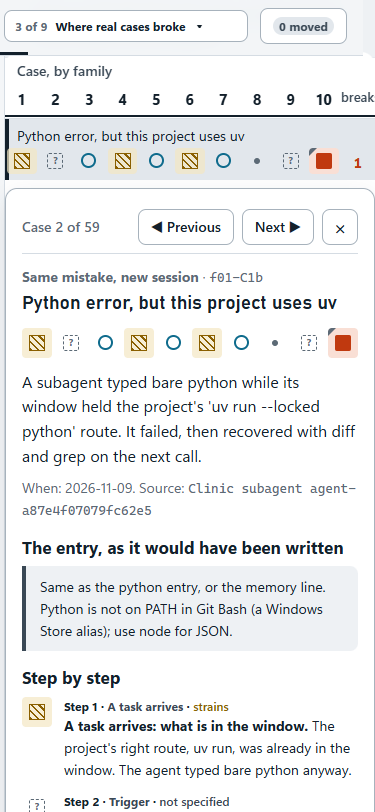 3 of 9 Where real cases broke
0 moved
Case, by family
1 2 3 4 5 6 7 8 9 10 break
Python error, but this project uses uv
? ? 1
Case 2 of 59
◀ Previous
Next ▶
×
Same mistake, new session · f01-C1b
Python error, but this project uses uv
? ?
A subagent typed bare python while its
window held the project's 'uv run --locked
python' route. It failed, then recovered with diff
and grep on the next call.
When: 2026-11-09. Source: Clinic subagent agent-
a87e4f07079fc62e5
The entry, as it would have been written
Same as the python entry, or the memory line.
Python is not on PATH in Git Bash (a Windows
Store alias); use node for JSON.
Step by step
Step 1 · A task arrives · strains
A task arrives: what is in the window. The
project's right route, uv run, was already in the
window. The agent typed bare python anyway.
?
Step 2 · Trigger · not specified